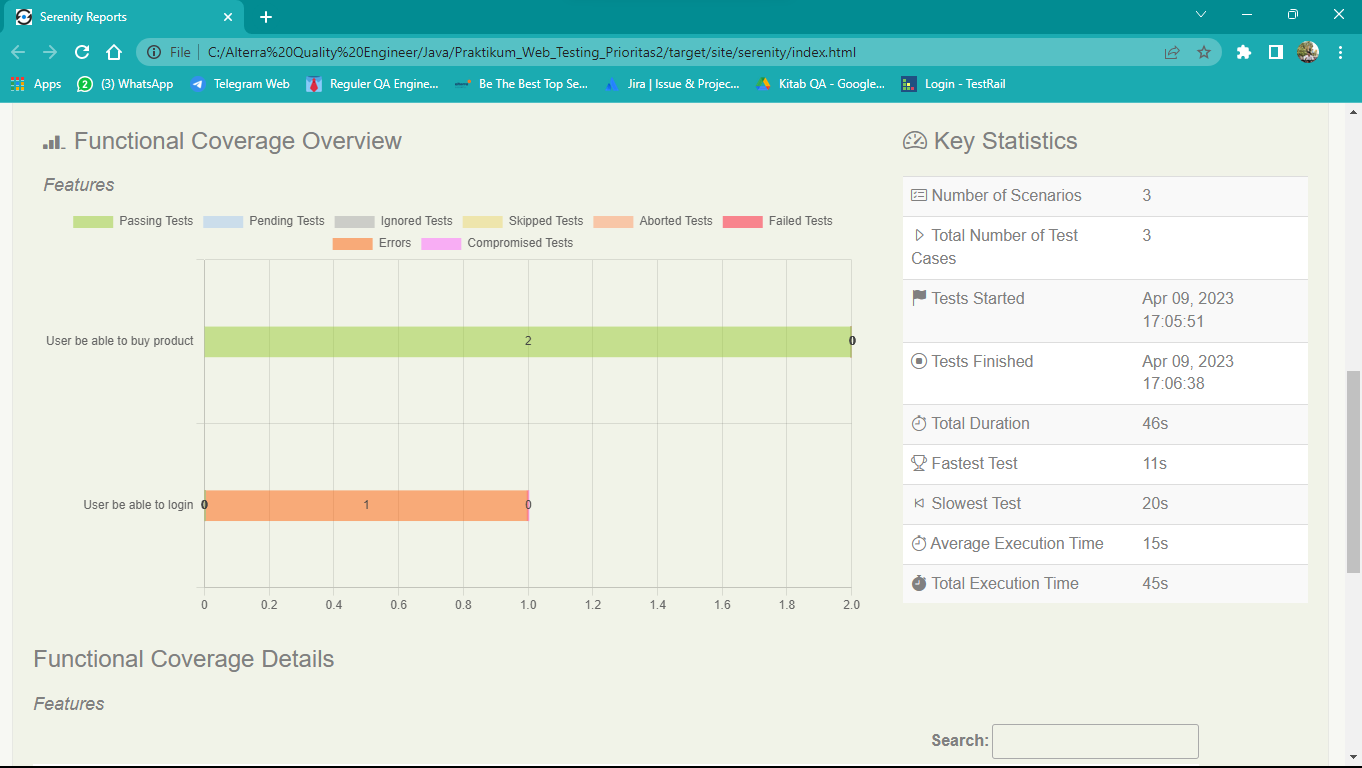 Serenity Reports
File
C:/Alterra%20Quality%20Engineer/Java/Praktikum_Web_Testing_Prioritas2/target/site/serenity/index.html
Apps
2
(3) WhatsApp
Telegram Web
Reguler QA Engine...
Be The Best Top Se...
Jira | Issue & Projec...
Kitab QA - Google...
Login - TestRail
Functional Coverage Overview
Features
Passing Tests
Pending Tests
Ignored Tests
Skipped Tests
Aborted Tests
Failed Tests
Errors
Compromised Tests
User be able to buy product
2
0
User be able to login
0
1
0
0
0.2
0.4
0.6
0.8
1.0
1.2
1.4
1.6
1.8
2.0
Key Statistics
Number of Scenarios
3
Total Number of Test
Cases
3
Tests Started
Apr 09, 2023
17:05:51
Tests Finished
Apr 09, 2023
17:06:38
Total Duration
46s
Fastest Test
11s
Slowest Test
20s
Average Execution Time
15s
Total Execution Time
45s
Functional Coverage Details
Features
Search: